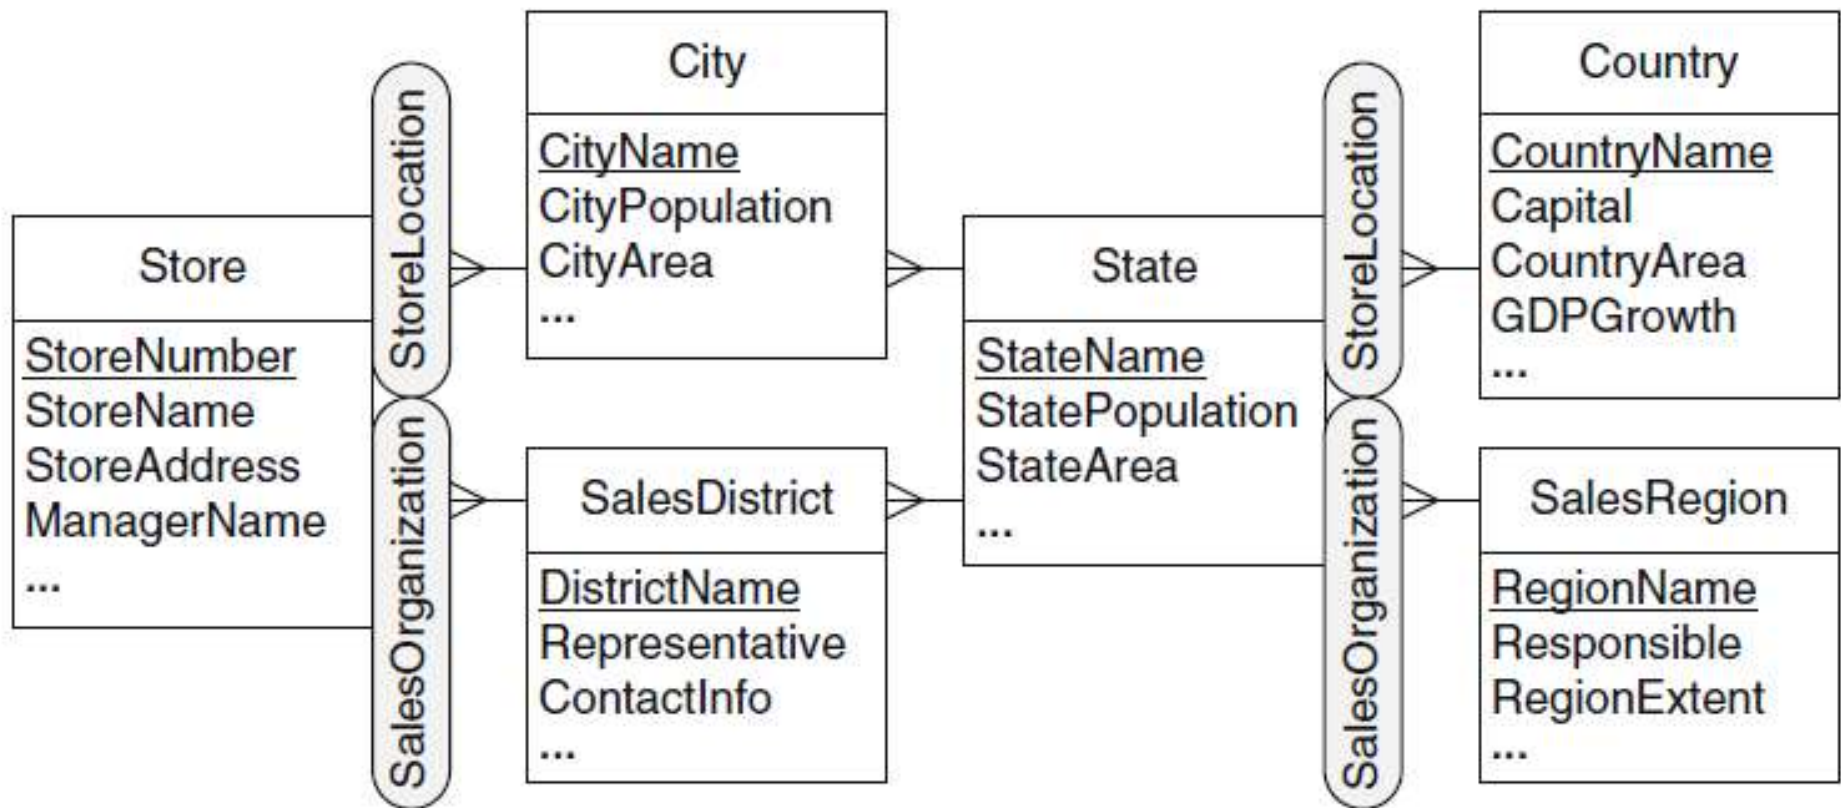 Store
StoreNumber
StoreName
StoreAddress
ManagerName
...
StoreLocation
SalesOrganization
City
CityName
CityPopulation
CityArea
...
SalesDistrict
DistrictName
Representative
ContactInfo
...
State
StateName
StatePopulation
StateArea
...
StoreLocation
SalesOrganization
Country
CountryName
Capital
CountryArea
GDPGrowth
...
SalesRegion
RegionName
Responsible
RegionExtent
...